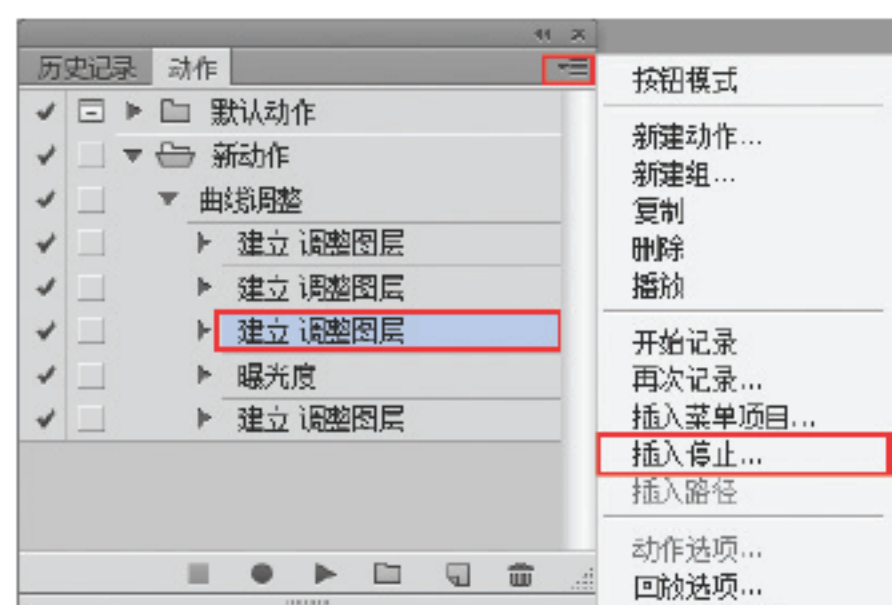 历史记录 动作
默认动作
新动作
曲线调整
建立 调整图层
建立 调整图层
建立 调整图层
曝光度
建立 调整图层
按钮模式
新建动作...
新建组...
复制
删除
播放
开始记录
再次记录...
插入菜单项目...
插入停止...
插入路径
动作选项...
回放选项...